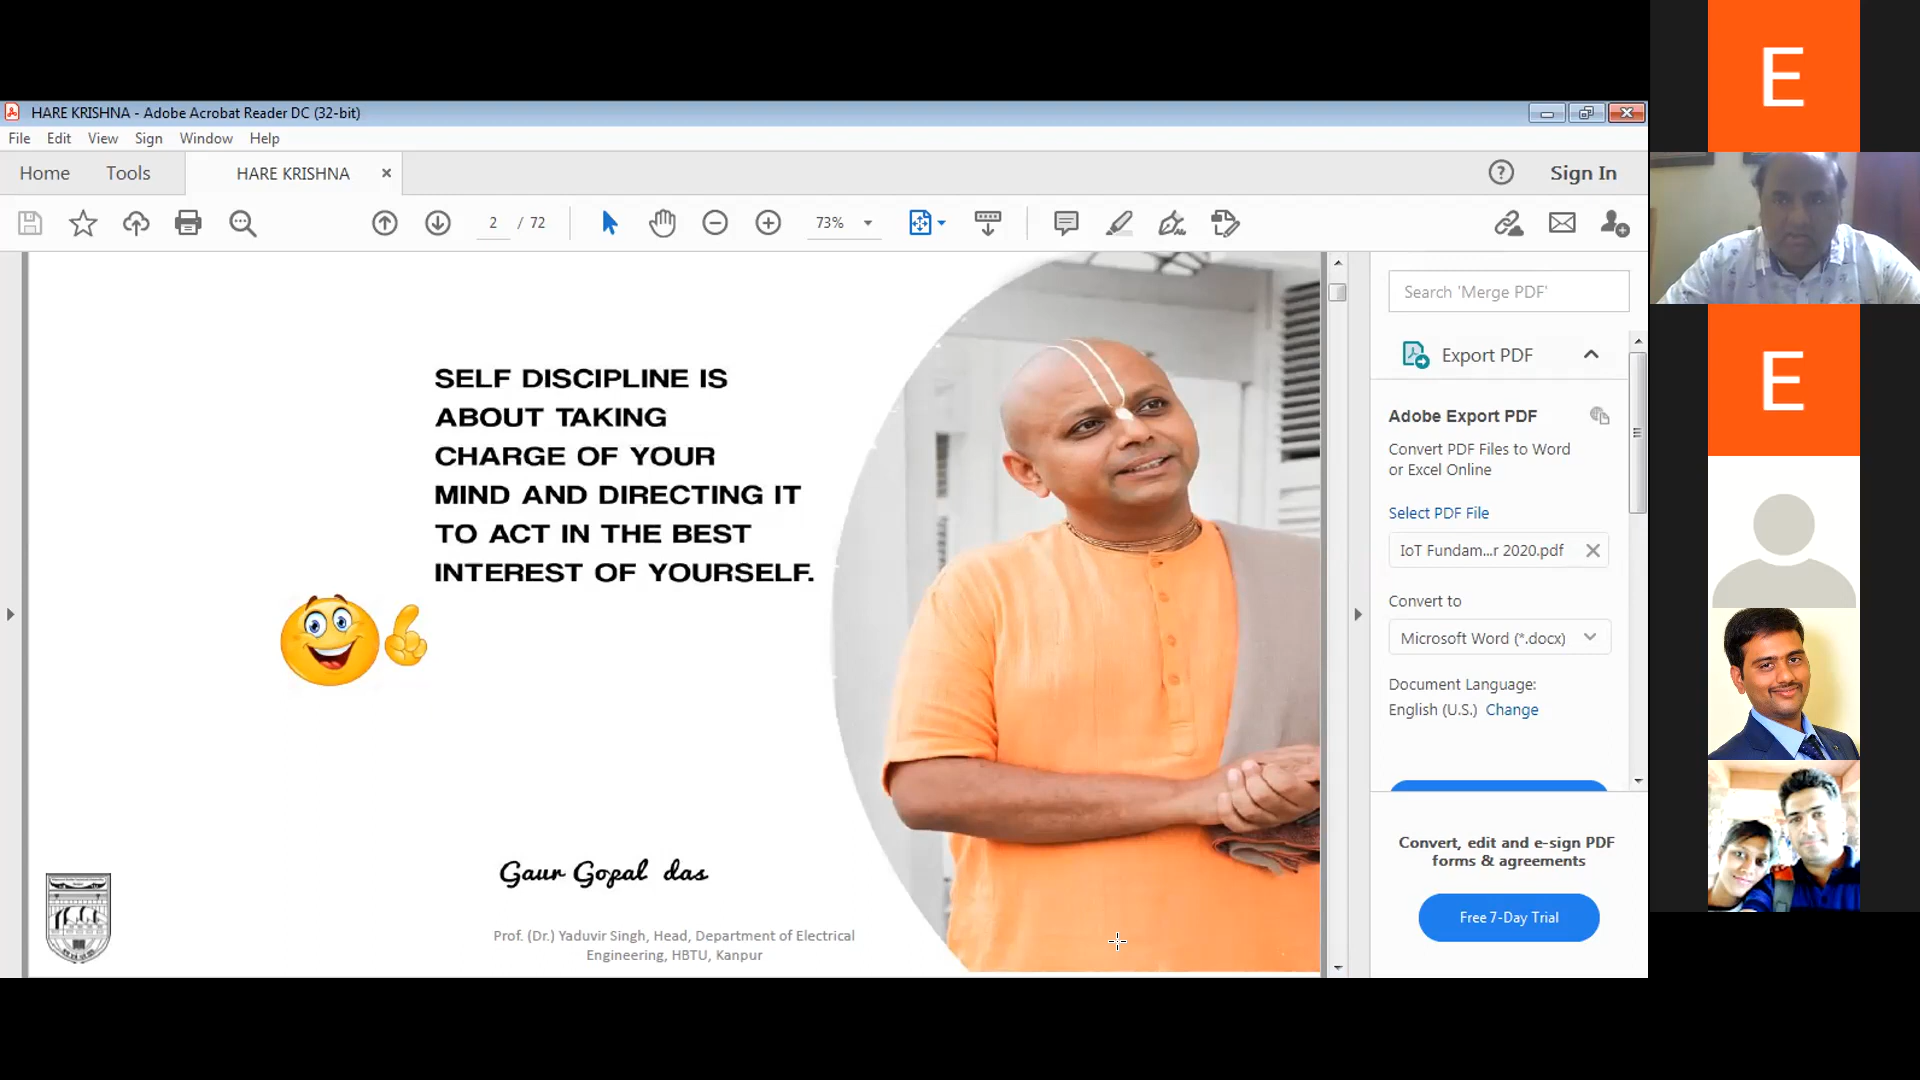 HARE KRISHNA - Adobe Acrobat Reader DC (32-bit)
File Edit View Sign Window Help
Home Tools HARE KRISHNA Sign In
2 / 72 73%
SELF DISCIPLINE IS
ABOUT TAKING
CHARGE OF YOUR
MIND AND DIRECTING IT
TO ACT IN THE BEST
INTEREST OF YOURSELF.
Gaur Gopal das
Prof. (Dr.) Yaduvir Singh, Head, Department of Electrical
Engineering, HBTU, Kanpur
Search 'Merge PDF'
Export PDF
Adobe Export PDF
Convert PDF Files to Word
or Excel Online
Select PDF File
IoT Fundam...r 2020.pdf
Convert to
Microsoft Word (*.docx)
Document Language:
English (U.S.) Change
Convert, edit and e-sign PDF
forms & agreements
Free 7-Day Trial
E
E